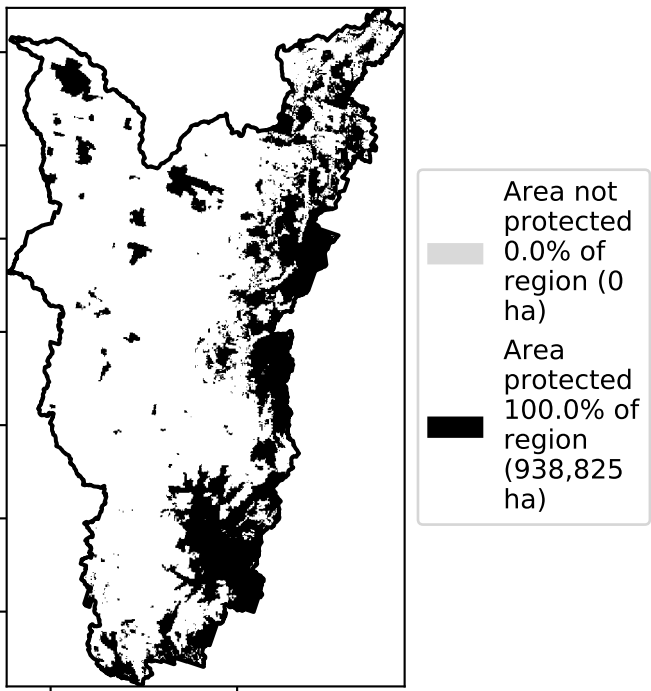 Area not
protected
0.0% of
region (0
ha)
Area
protected
100.0% of
region
(938,825
ha)